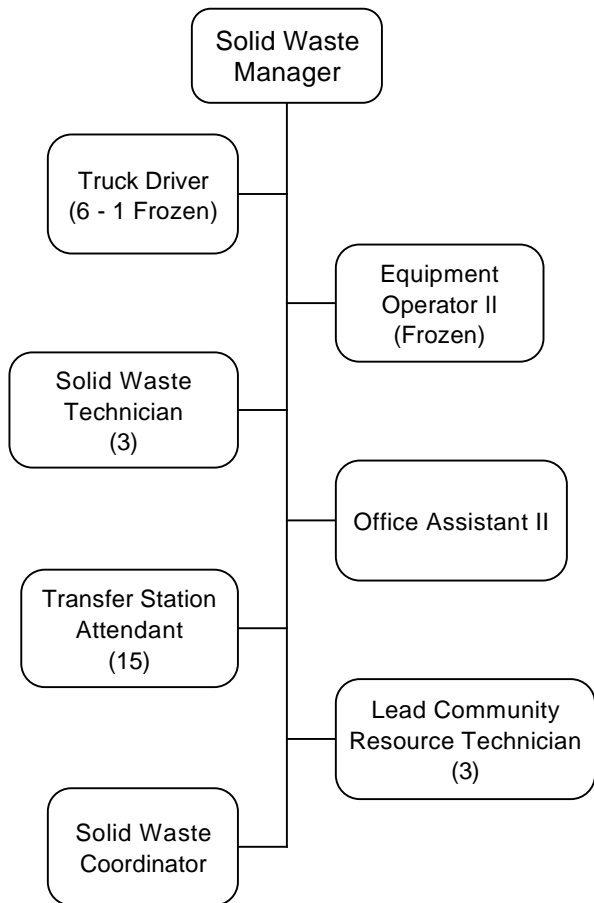 Solid Waste
Manager
Truck Driver
(6 - 1 Frozen)
Equipment
Operator II
(Frozen)
Solid Waste
Technician
(3)
Office Assistant II
Transfer Station
Attendant
(15)
Lead Community
Resource Technician
(3)
Solid Waste
Coordinator